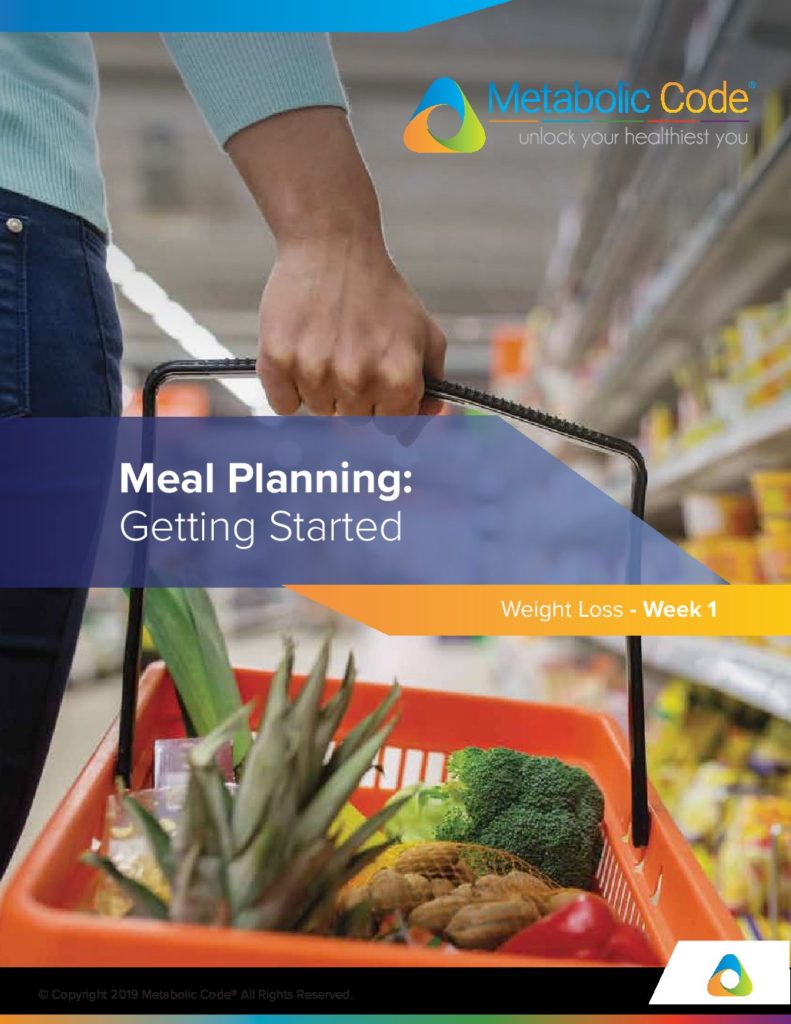 Metabolic Code®
unlock your healthiest you
Meal Planning:
Getting Started
Weight Loss - Week 1
© Copyright 2019 Metabolic Code® All Rights Reserved.